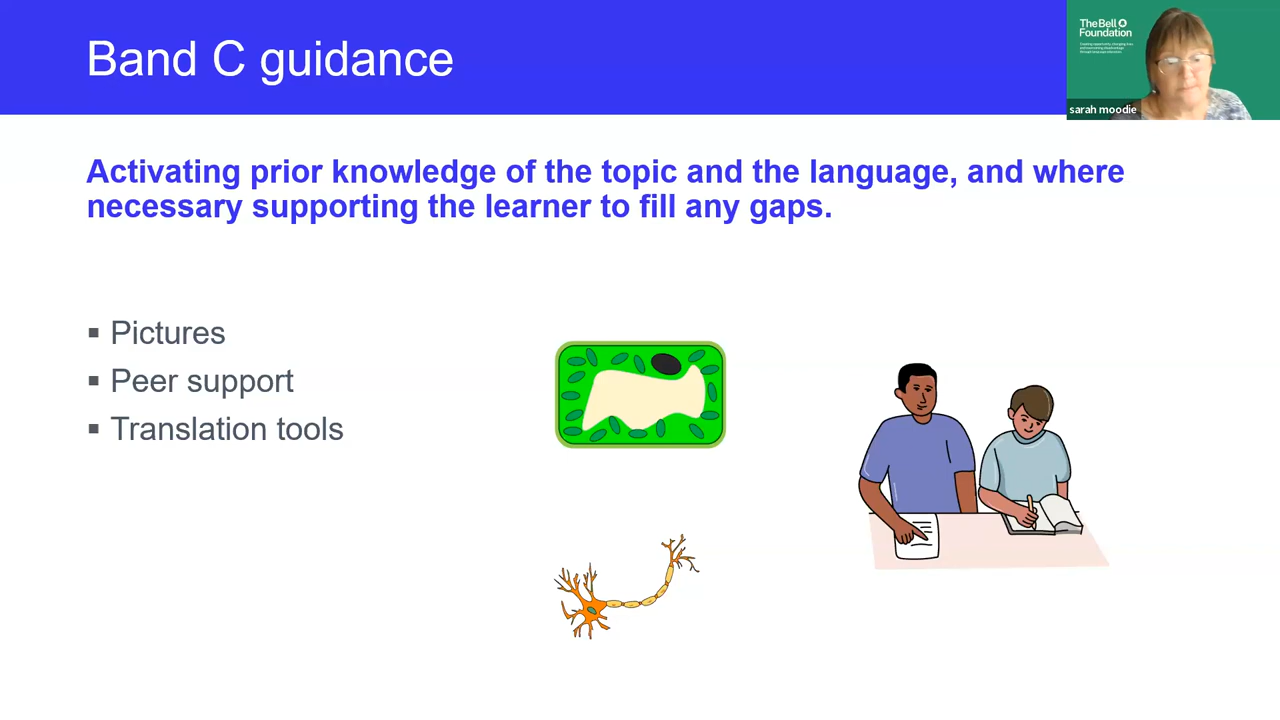 Band C guidance
The Bell
Foundation
sarah moodie
Activating prior knowledge of the topic and the language, and where
necessary supporting the learner to fill any gaps.
▪ Pictures
▪ Peer support
▪ Translation tools